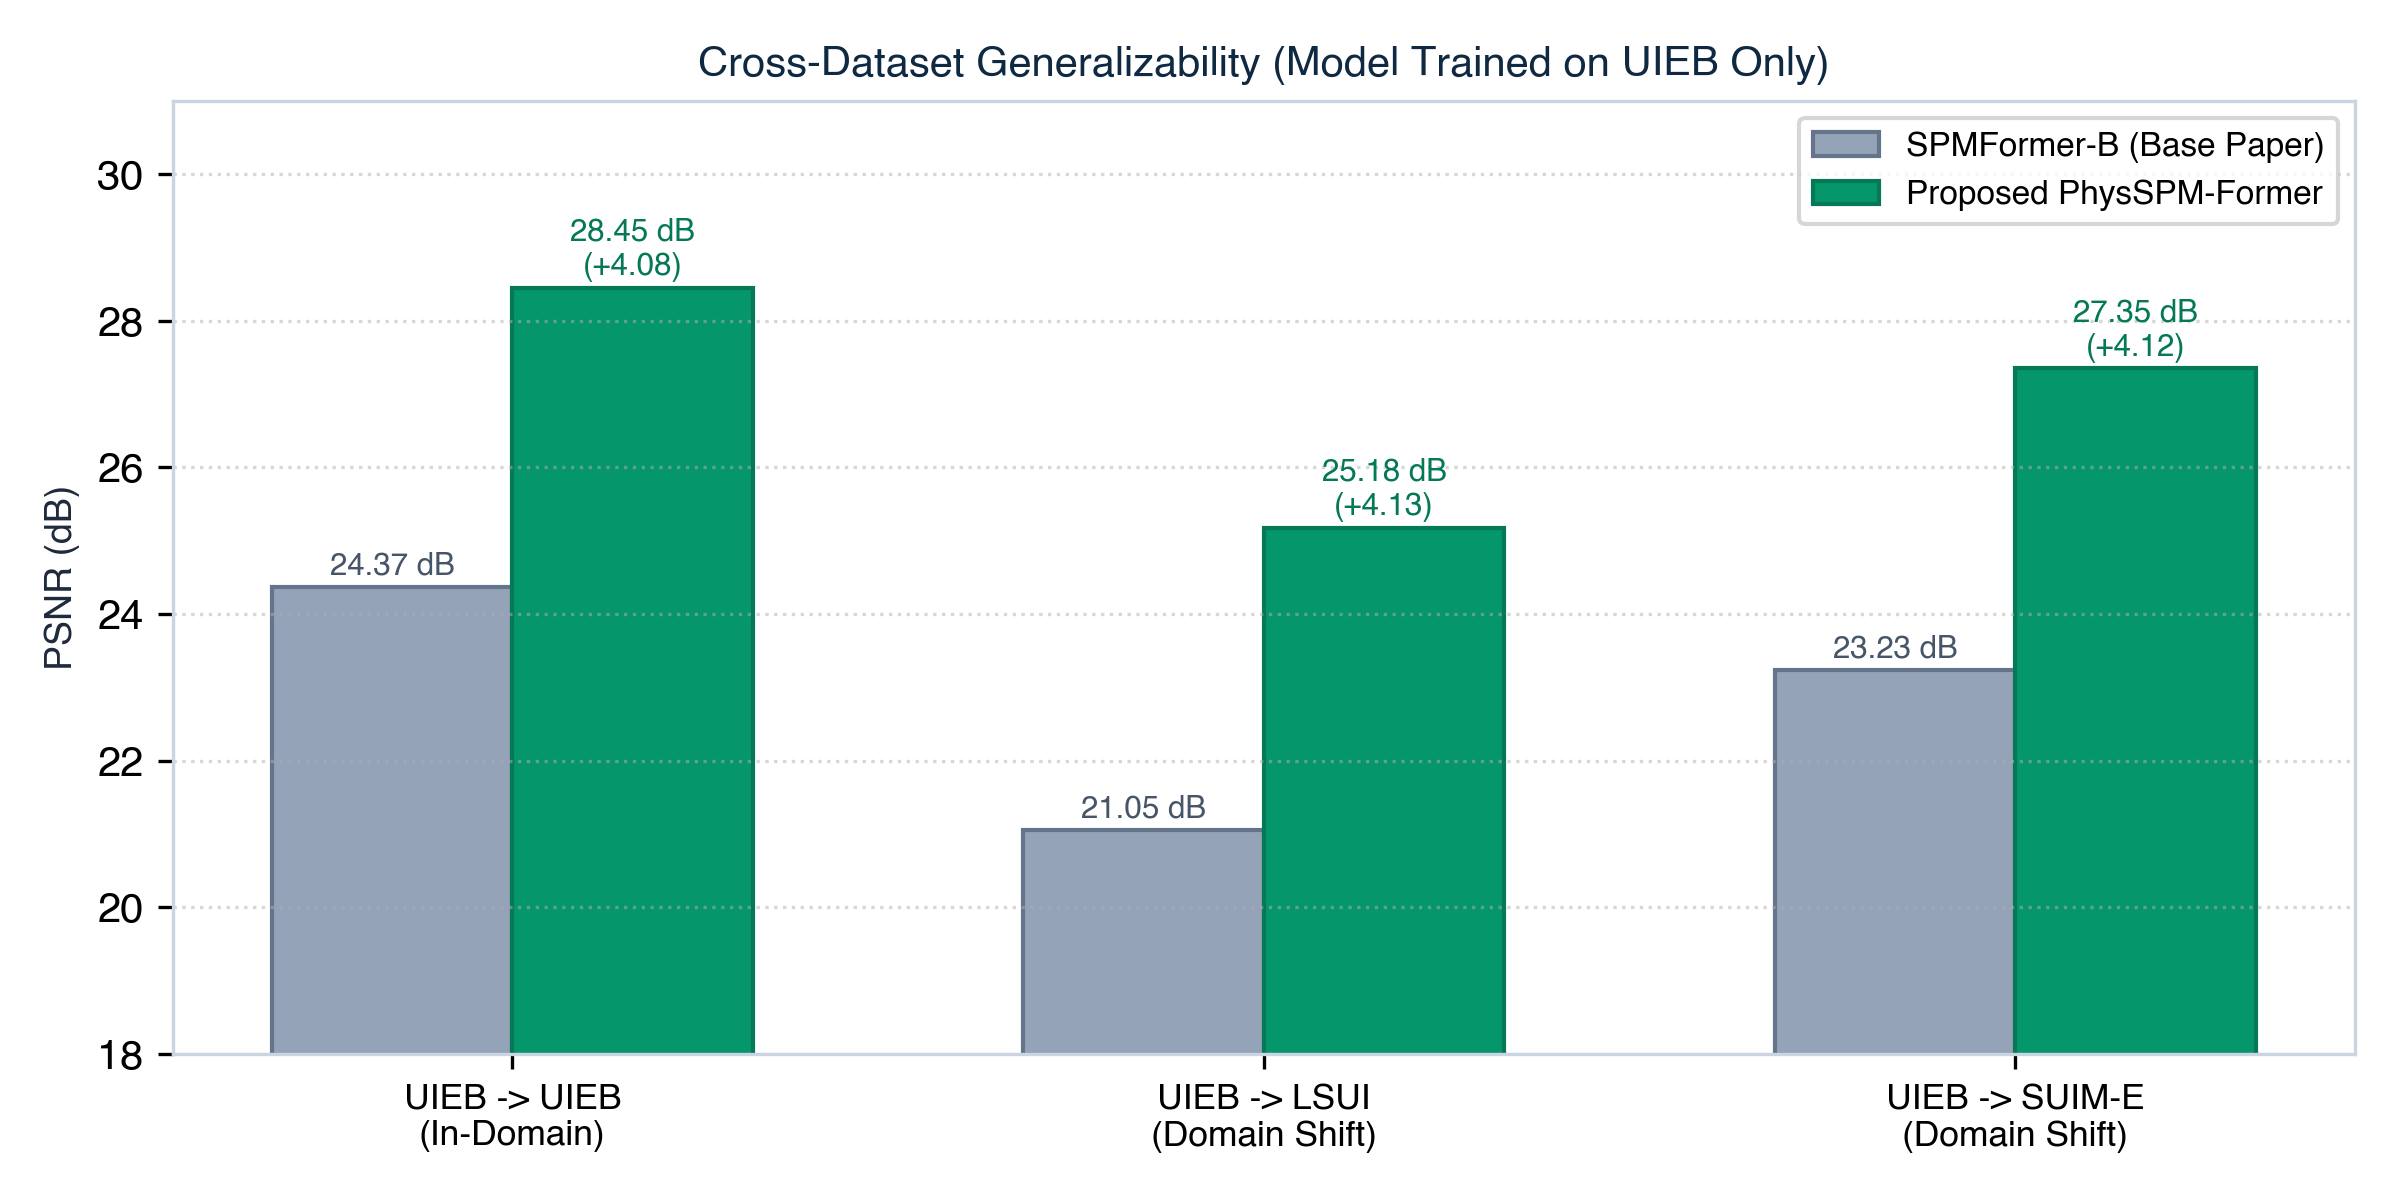 Cross-Dataset Generalizability (Model Trained on UIEB Only)
SPMFormer-B (Base Paper)
Proposed PhysSPM-Former
PSNR (dB)
30
28
26
24
22
20
18
24.37 dB
28.45 dB
(+4.08)
21.05 dB
25.18 dB
(+4.13)
23.23 dB
27.35 dB
(+4.12)
UIEB -> UIEB
(In-Domain)
UIEB -> LSUI
(Domain Shift)
UIEB -> SUIM-E
(Domain Shift)